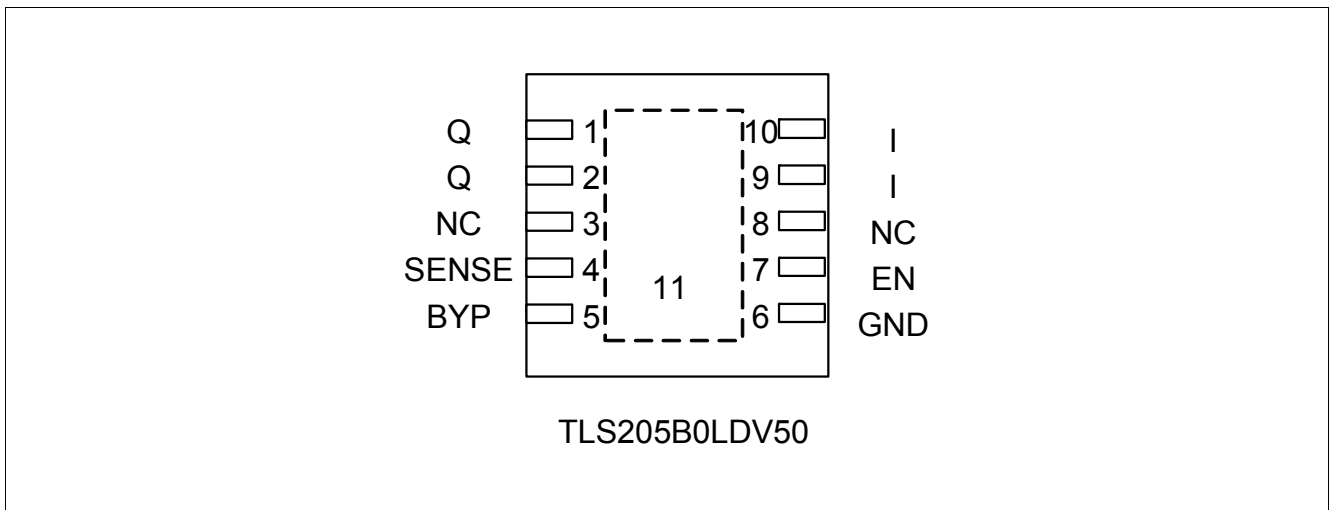 Q 1 10 I
Q 2 9 I
NC 3 8 NC
SENSE 4 7 EN
11
BYP 5 6 GND
TLS205B0LDV50